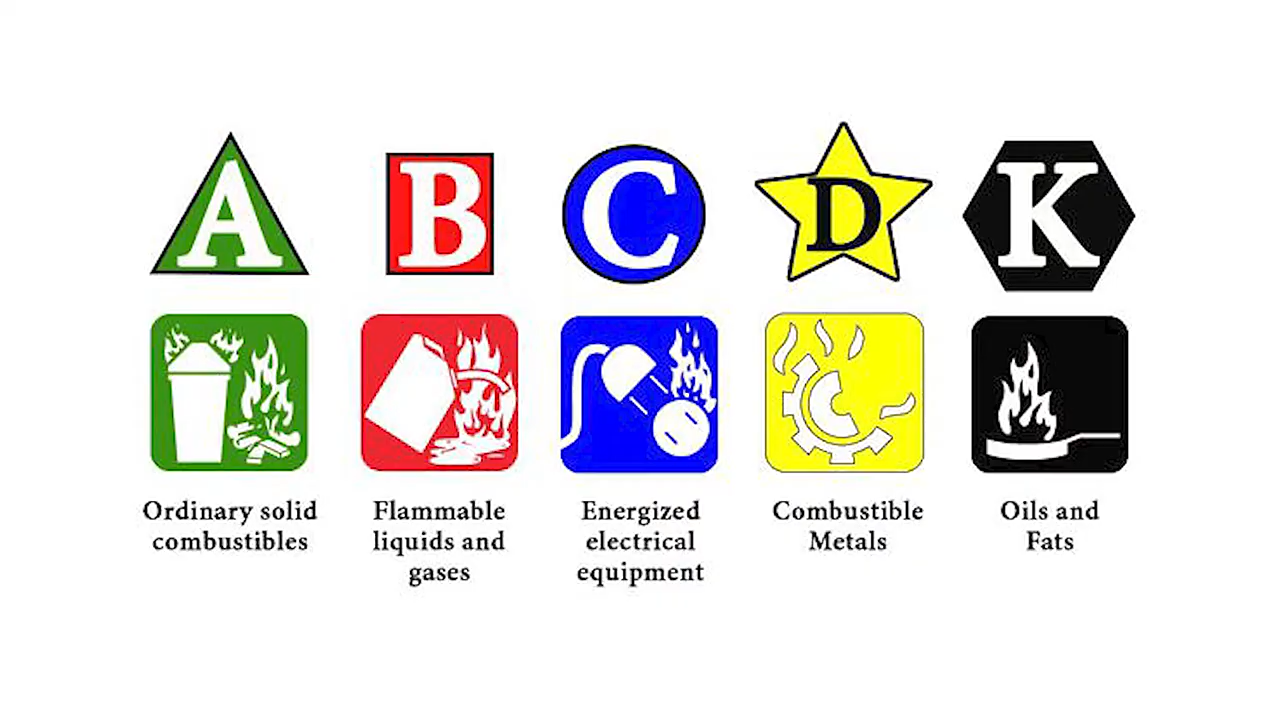 A B C D K
Ordinary solid
combustibles
Flammable
liquids and
gases
Energized
electrical
equipment
Combustible
Metals
Oils and
Fats